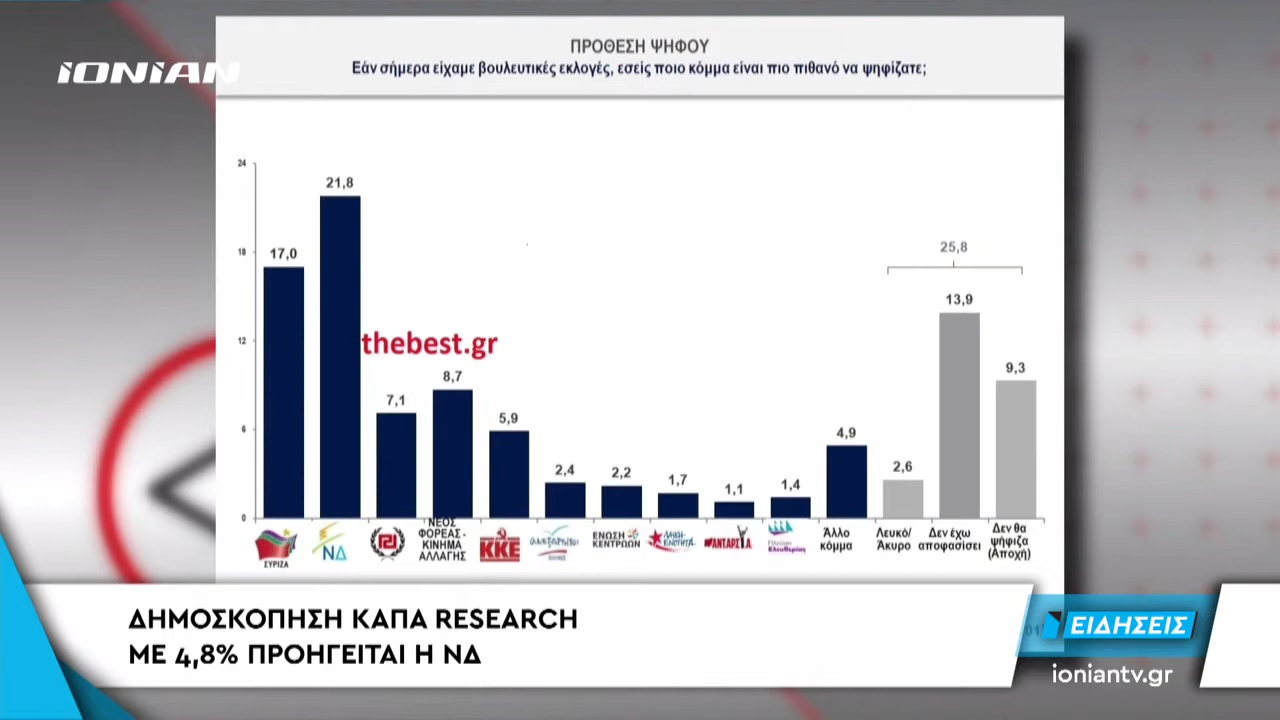 IONIAN
ΠΡΟΘΕΣΗ ΨΗΦΟΥ
Εάν σήμερα είχαμε βουλευτικές εκλογές, εσείς ποιο κόμμα είναι πιο πιθανό να ψηφίζατε;
24
18
12
6
0
17,0
21,8
7,1
8,7
5,9
2,4
2,2
1,7
1,1
1,4
4,9
2,6
13,9
9,3
25,8
thebest.gr
ΣΥΡΙΖΑ
ΝΔ
ΝΕΟΣ
ΦΟΡΕΑΣ-
ΚΙΝΗΜΑ
ΑΛΛΑΓΗΣ
ΚΚΕ
ΕΝΩΣΗ
ΚΕΝΤΡΩΩΝ
ΛΑΪΚΗ
ΕΝΟΤΗΤΑ
ΑΝΤΑΡΣΥΑ
Πλεύση
Ελευθερίας
Άλλο
κόμμα
Λευκό/
Άκυρο
Δεν έχω
αποφασίσει
Δεν θα
ψήφιζα
(Αποχή)
ΔΗΜΟΣΚΟΠΗΣΗ ΚΑΠΑ RESEARCH
ΜΕ 4,8% ΠΡΟΗΓΕΙΤΑΙ Η ΝΔ
ΕΙΔΗΣΕΙΣ
ioniantv.gr